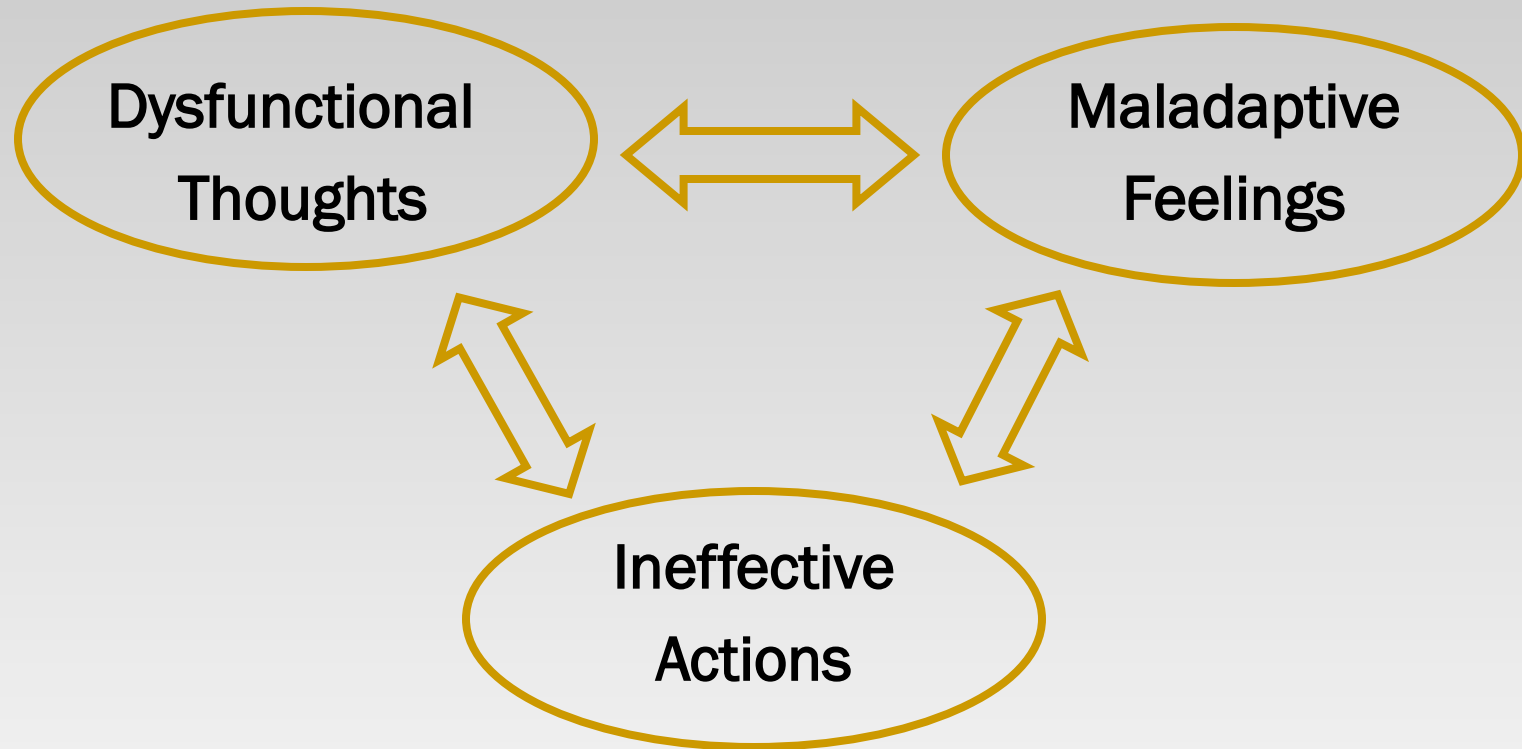 Dysfunctional
Thoughts
Maladaptive
Feelings
Ineffective
Actions